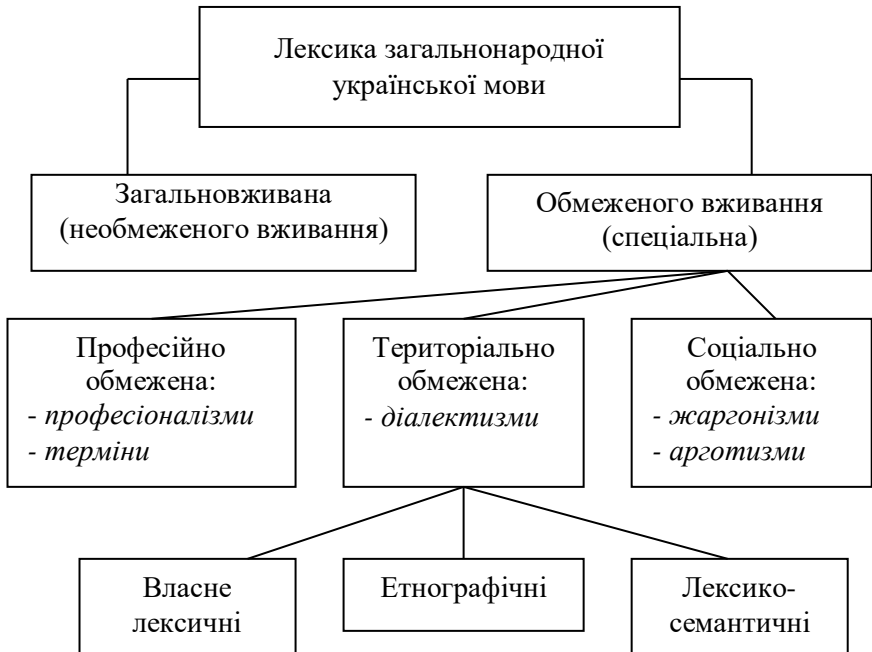 Лексика загальнонародної
української мови
Загальновживана
(необмеженого вживання)
Обмеженого вживання
(спеціальна)
Професійно
обмежена:
- професіоналізми
- терміни
Територіально
обмежена:
- діалектизми
Соціально
обмежена:
- жаргонізми
- арготизми
Власне
лексичні
Етнографічні
Лексико-
семантичні